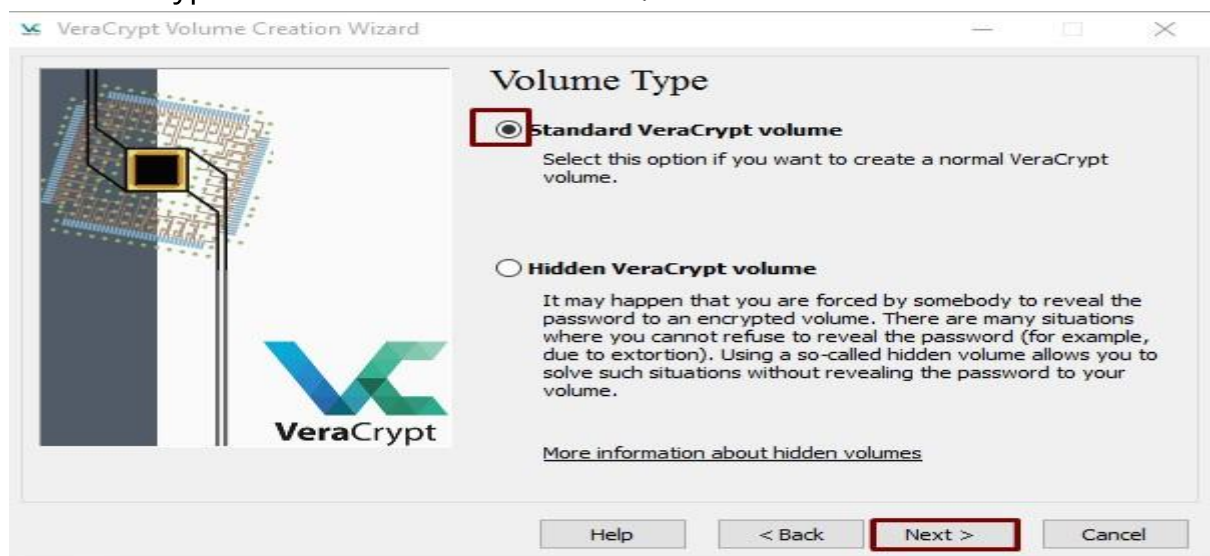 VeraCrypt Volume Creation Wizard
Volume Type
Standard VeraCrypt volume
Select this option if you want to create a normal VeraCrypt
volume.
Hidden VeraCrypt volume
It may happen that you are forced by somebody to reveal the
password to an encrypted volume. There are many situations
where you cannot refuse to reveal the password (for example,
due to extortion). Using a so-called hidden volume allows you to
solve such situations without revealing the password to your
volume.
VeraCrypt
More information about hidden volumes
Help < Back Next > Cancel